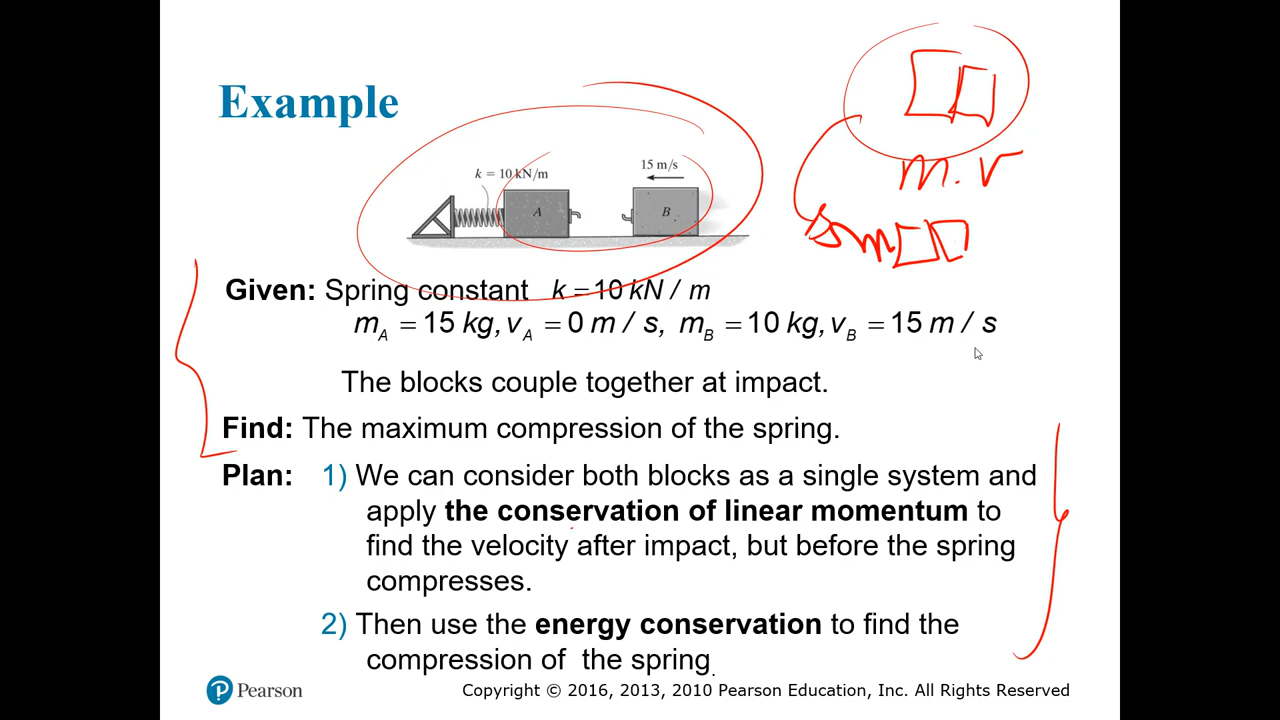 Example
k = 10 kN/m
15 m/s
A
B
m. v
Given: Spring constant k = 10 kN / m
m_A = 15 kg, v_A = 0 m / s, m_B = 10 kg, v_B = 15 m / s
The blocks couple together at impact.
Find: The maximum compression of the spring.
Plan: 1) We can consider both blocks as a single system and
apply the conservation of linear momentum to
find the velocity after impact, but before the spring
compresses.
2) Then use the energy conservation to find the
compression of the spring.
Pearson
Copyright © 2016, 2013, 2010 Pearson Education, Inc. All Rights Reserved